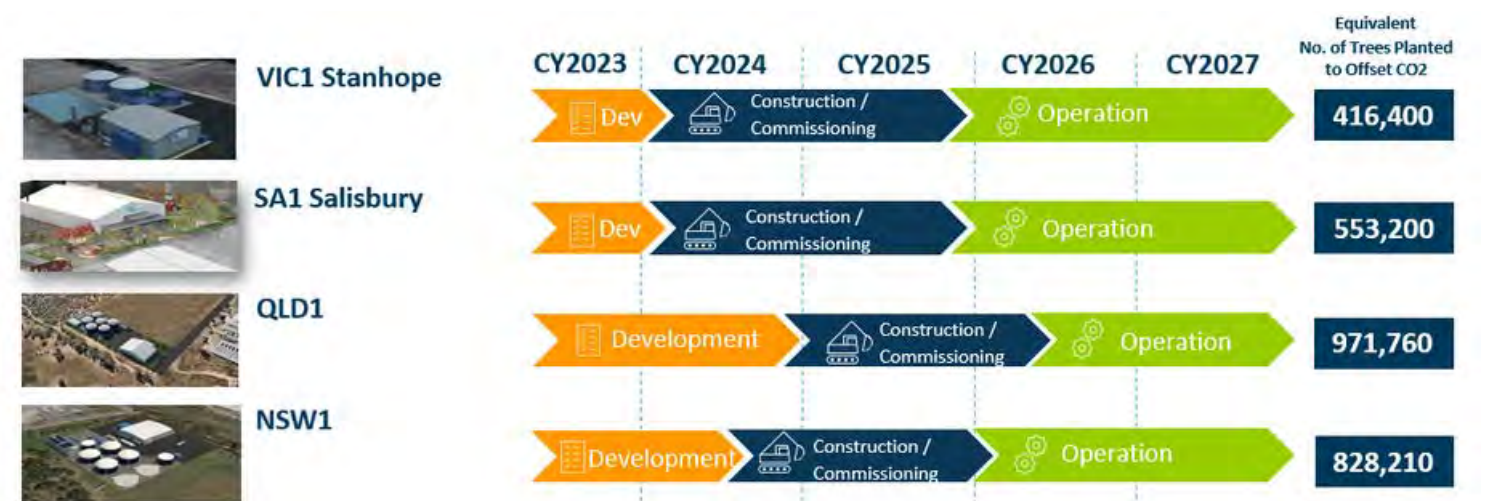 Equivalent
No. of Trees Planted
to Offset CO2
CY2023 CY2024 CY2025 CY2026 CY2027
VIC1 Stanhope
Dev
Construction /
Commissioning
Operation
416,400
SA1 Salisbury
Dev
Construction /
Commissioning
Operation
553,200
QLD1
Development
Construction /
Commissioning
Operation
971,760
NSW1
Development
Construction /
Commissioning
Operation
828,210